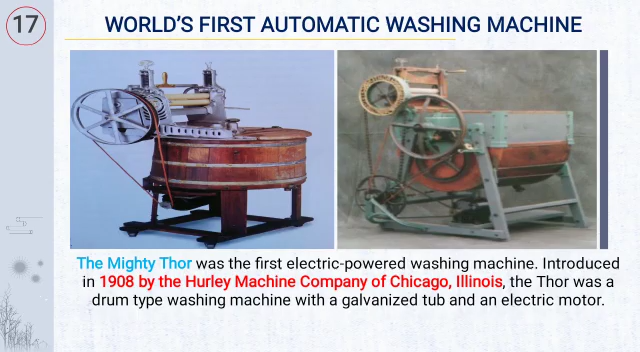 17
WORLD’S FIRST AUTOMATIC WASHING MACHINE
The Mighty Thor was the first electric-powered washing machine. Introduced
in 1908 by the Hurley Machine Company of Chicago, Illinois, the Thor was a
drum type washing machine with a galvanized tub and an electric motor.